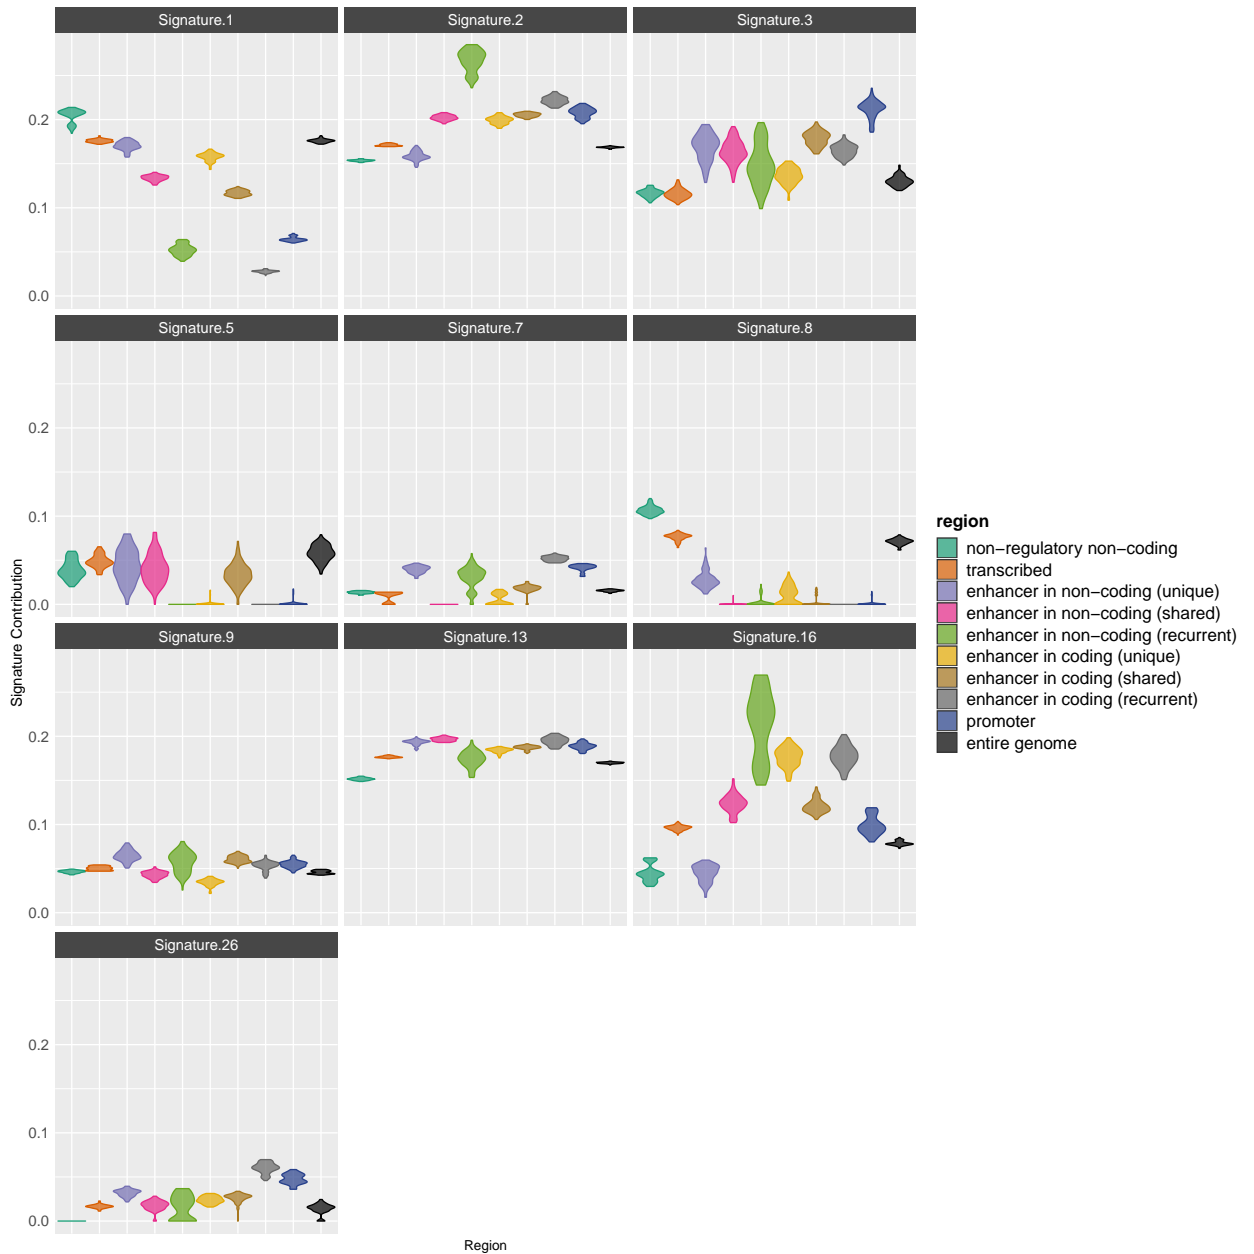 Signature.1 Signature.2 Signature.3
0.2
0.1
0.0
Signature.5 Signature.7 Signature.8
0.2
0.1
0.0
Signature.9 Signature.13 Signature.16
0.2
0.1
0.0
Signature.26
0.2
0.1
0.0
Signature Contribution
Region
region
non−regulatory non−coding
transcribed
enhancer in non−coding (unique)
enhancer in non−coding (shared)
enhancer in non−coding (recurrent)
enhancer in coding (unique)
enhancer in coding (shared)
enhancer in coding (recurrent)
promoter
entire genome